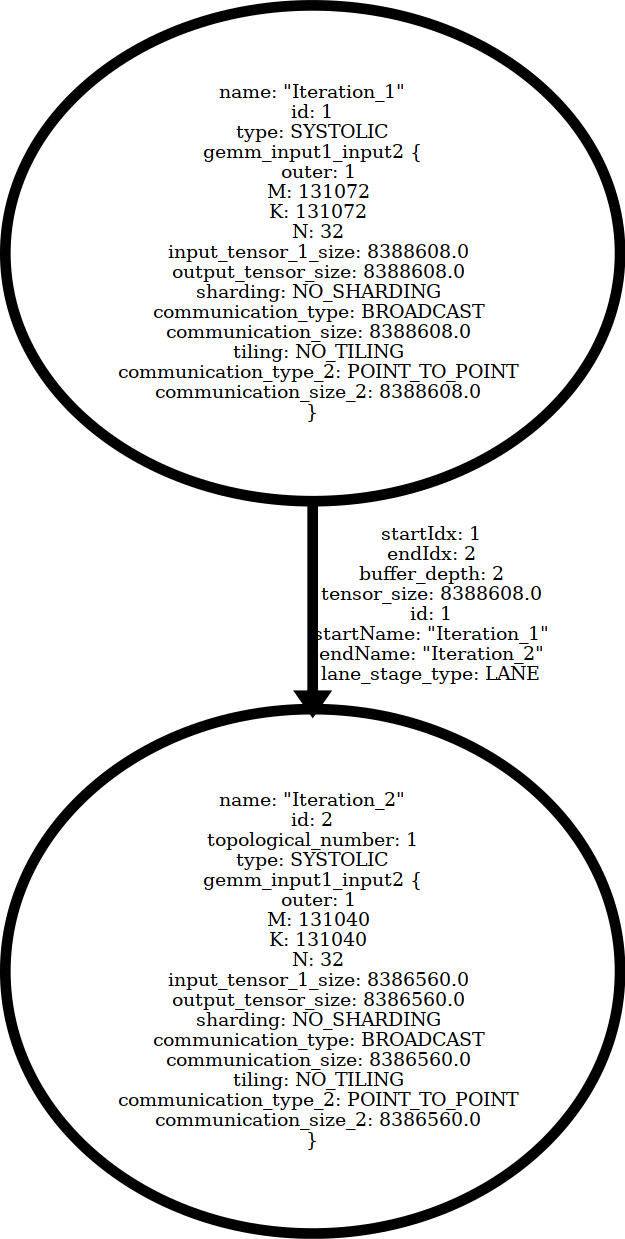 name: "Iteration_1"
id: 1
type: SYSTOLIC
gemm_input1_input2 {
outer: 1
M: 131072
K: 131072
N: 32
input_tensor_1_size: 8388608.0
output_tensor_size: 8388608.0
sharding: NO_SHARDING
communication_type: BROADCAST
communication_size: 8388608.0
tiling: NO_TILING
communication_type_2: POINT_TO_POINT
communication_size_2: 8388608.0
}
startIdx: 1
endIdx: 2
buffer_depth: 2
tensor_size: 8388608.0
id: 1
startName: "Iteration_1"
endName: "Iteration_2"
lane_stage_type: LANE
name: "Iteration_2"
id: 2
topological_number: 1
type: SYSTOLIC
gemm_input1_input2 {
outer: 1
M: 131040
K: 131040
N: 32
input_tensor_1_size: 8386560.0
output_tensor_size: 8386560.0
sharding: NO_SHARDING
communication_type: BROADCAST
communication_size: 8386560.0
tiling: NO_TILING
communication_type_2: POINT_TO_POINT
communication_size_2: 8386560.0
}